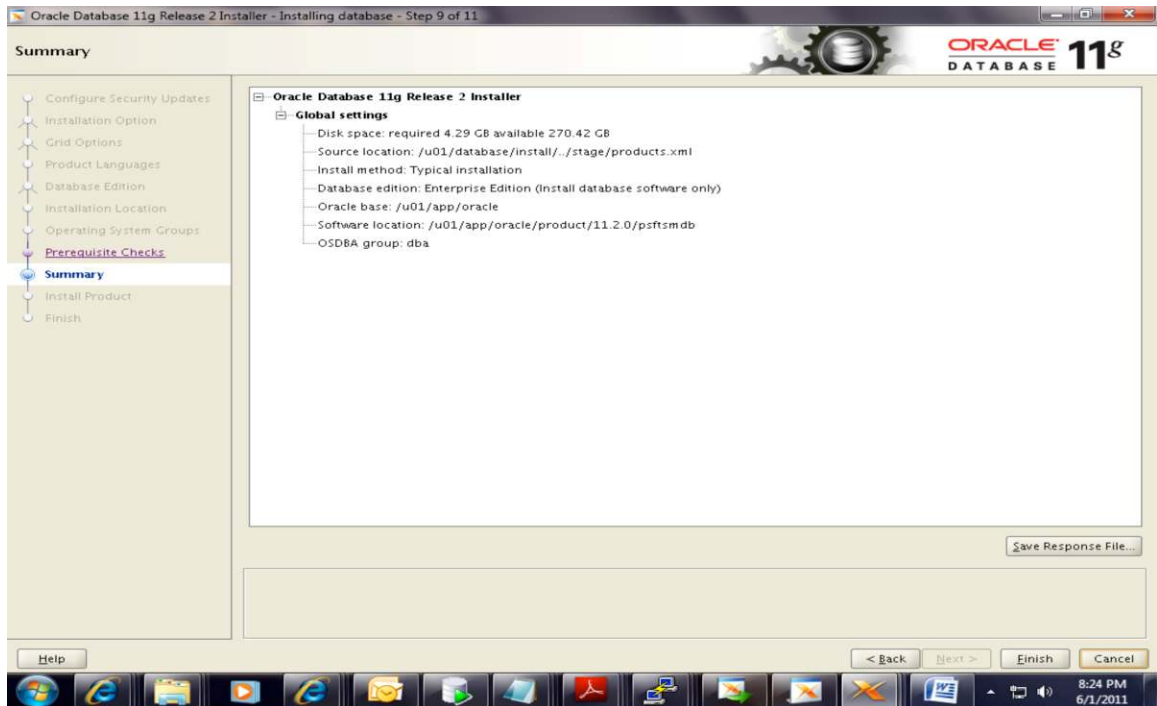 Oracle Database 11g Release 2 Installer - Installing database - Step 9 of 11
Summary
ORACLE
DATABASE
11g
Configure Security Updates
Installation Option
Grid Options
Product Languages
Database Edition
Installation Location
Operating System Groups
Prerequisite Checks
Summary
Install Product
Finish
Oracle Database 11g Release 2 Installer
Global settings
Disk space: required 4.29 GB available 270.42 GB
Source location: /u01/database/install/../stage/products.xml
Install method: Typical installation
Database edition: Enterprise Edition (Install database software only)
Oracle base: /u01/app/oracle
Software location: /u01/app/oracle/product/11.2.0/psftsmdb
OSDBA group: dba
Save Response File...
Help
< Back
Next >
Finish
Cancel
8:24 PM
6/1/2011